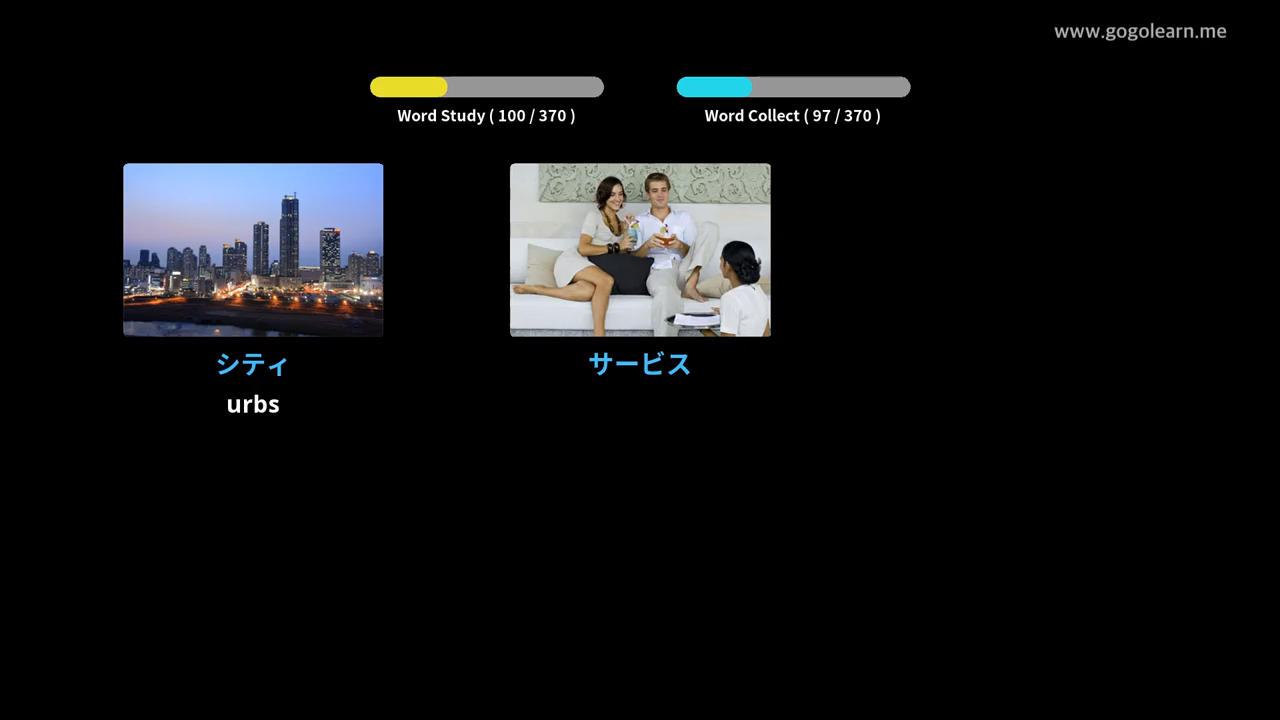 www.gogolearn.me
Word Study ( 100 / 370 )
Word Collect ( 97 / 370 )
シティ
サービス
urbs